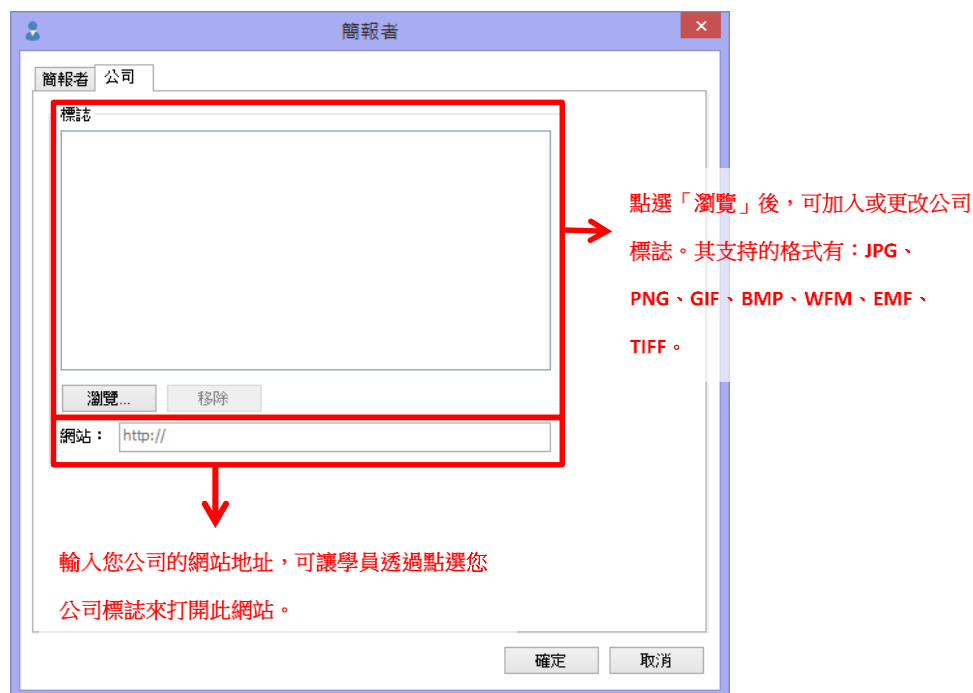 簡報者
簡報者 公司
標誌
點選「瀏覽」後，可加入或更改公司
標誌。其支持的格式有：JPG、
PNG、GIF、BMP、WFM、EMF、
TIFF。
瀏覽... 移除
網站： http://
輸入您公司的網站地址，可讓學員透過點選您
公司標誌來打開此網站。
確定 取消